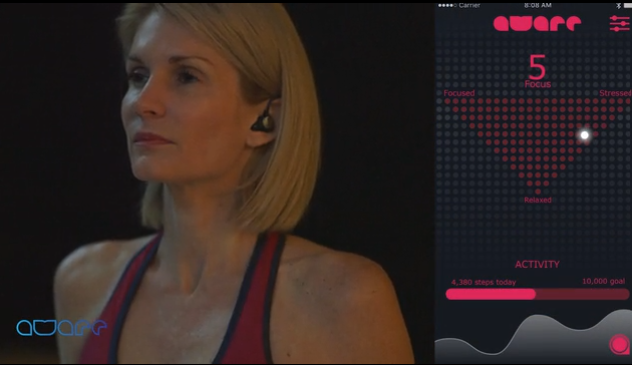 Carrier 8:08 AM
aware
5
Focus
Focused Stressed
Relaxed
ACTIVITY
4,380 steps today 10,000 goal
aware